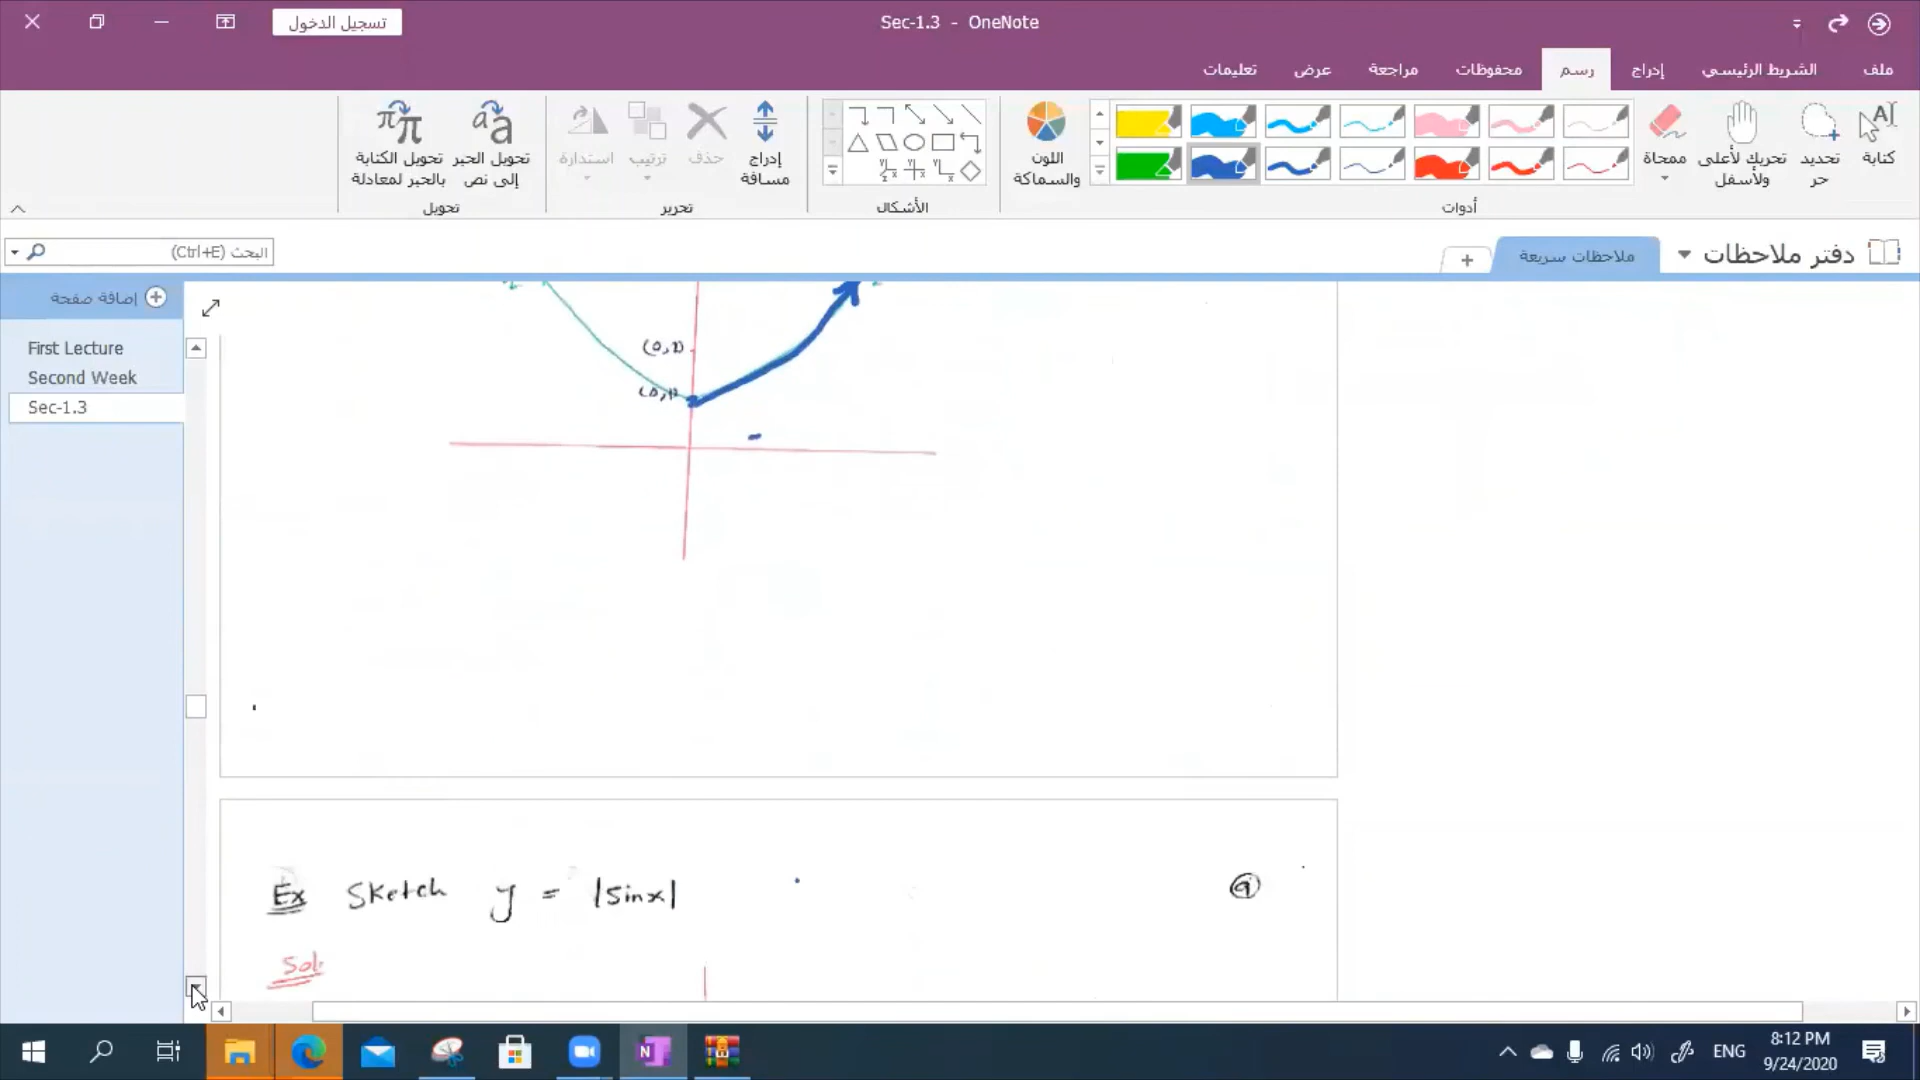 تسجيل الدخول
Sec-1.3 - OneNote
ملف
الشريط الرئيسي
إدراج
رسم
محفوظات
مراجعة
عرض
تعليمات
كتابة
تحديد
حر
تحريك لأعلى
ولأسفل
ممحاة
أدوات
اللون
والسماكة
الأشكال
إدراج
مسافة
حذف
ترتيب
استدارة
تحرير
تحويل الحبر
إلى نص
تحويل الكتابة
بالحبر لمعادلة
تحويل
دفتر ملاحظات
ملاحظات سريعة
البحث (Ctrl+E)
إضافة صفحة
First Lecture
Second Week
Sec-1.3
Ex Sketch y = |Sinx|
9
Sol
ENG
8:12 PM
9/24/2020